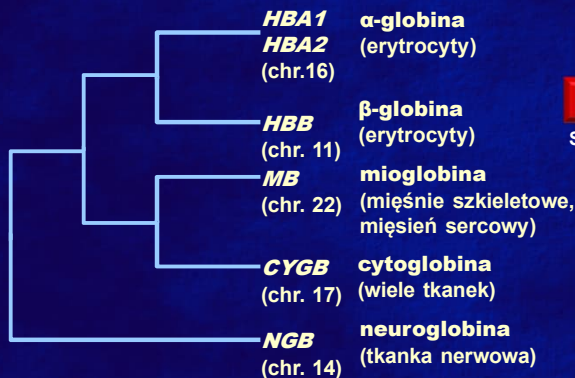 HBA1 α-globina
HBA2 (erytrocyty)
(chr.16)
HBB β-globina
(chr. 11) (erytrocyty)
MB mioglobina
(chr. 22) (mięśnie szkieletowe,
mięsień sercowy)
CYGB cytoglobina
(chr. 17) (wiele tkanek)
NGB neuroglobina
(chr. 14) (tkanka nerwowa)